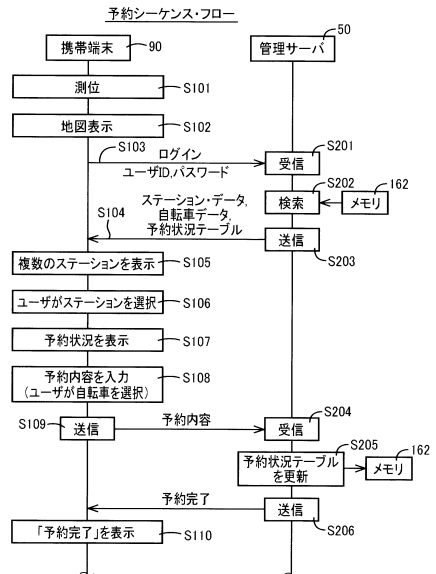 予約シーケンス・フロー
携帯端末
90
管理サーバ
50
測位
S101
地図表示
S102
S103
ログイン
ユーザID,パスワード
受信
S201
検索
S202
メモリ
162
ステーション・データ,
自転車データ,
予約状況テーブル
S104
送信
S203
複数のステーションを表示
S105
ユーザがステーションを選択
S106
予約状況を表示
S107
予約内容を入力
(ユーザが自転車を選択)
S108
S109
送信
予約内容
受信
S204
予約状況テーブル
を更新
S205
メモリ
162
予約完了
送信
S206
「予約完了」を表示
S110